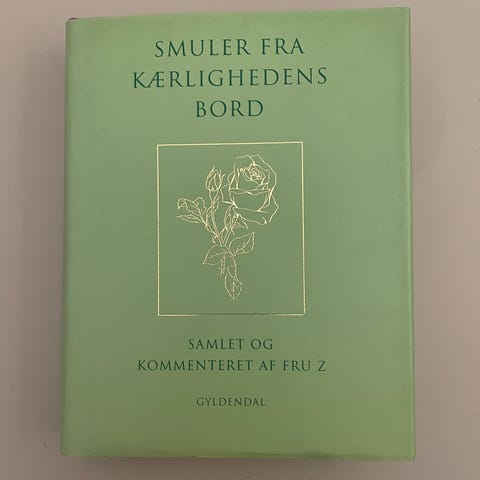 SMULER FRA
KÆRLIGHEDENS
BORD
SAMLET OG
KOMMENTERET AF FRU Z
GYLDENDAL